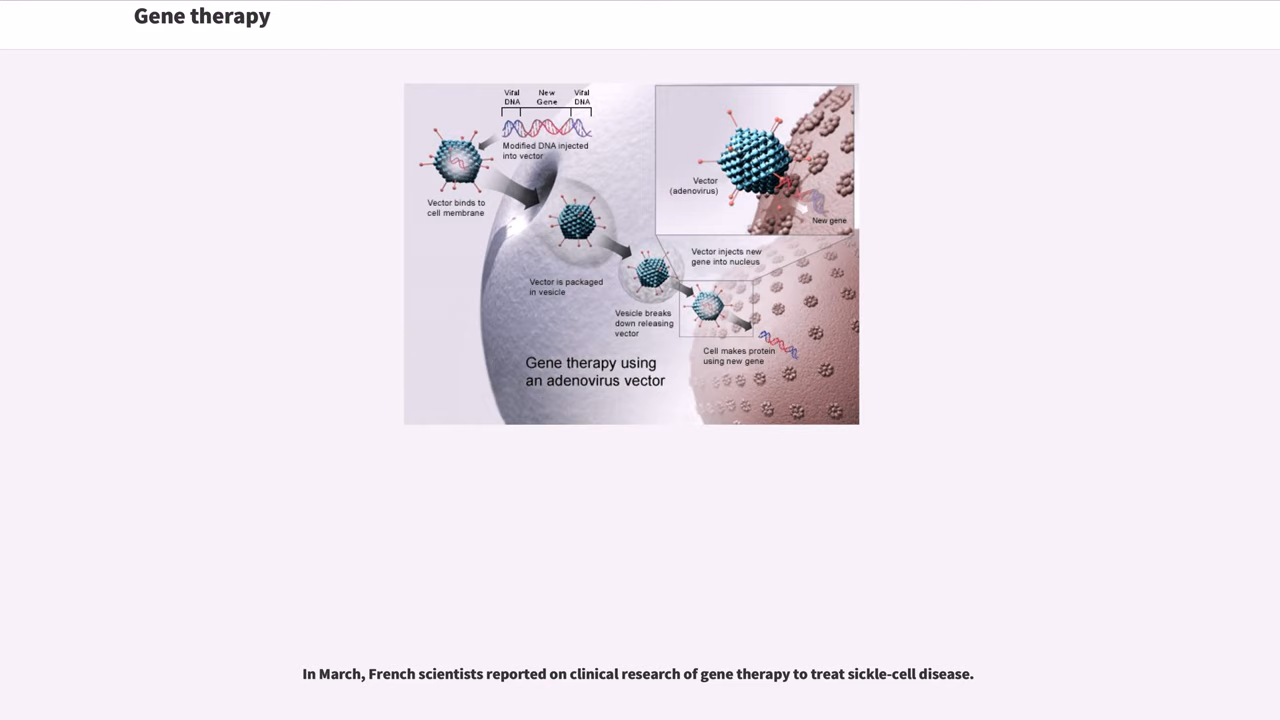 Gene therapy
Viral
DNA
New
Gene
Viral
DNA
Modified DNA injected
into vector
Vector binds to
cell membrane
Vector
(adenovirus)
New gene
Vector injects new
gene into nucleus
Vector is packaged
in vesicle
Vesicle breaks
down releasing
vector
Cell makes protein
using new gene
Gene therapy using
an adenovirus vector
In March, French scientists reported on clinical research of gene therapy to treat sickle-cell disease.